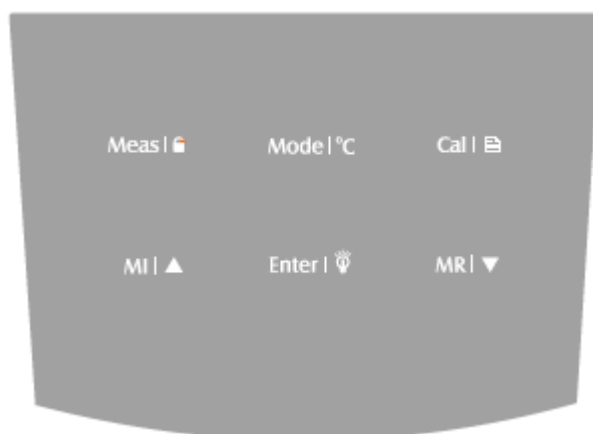 Meas | Mode | °C Cal |
MI | ▲ Enter | MR | ▼